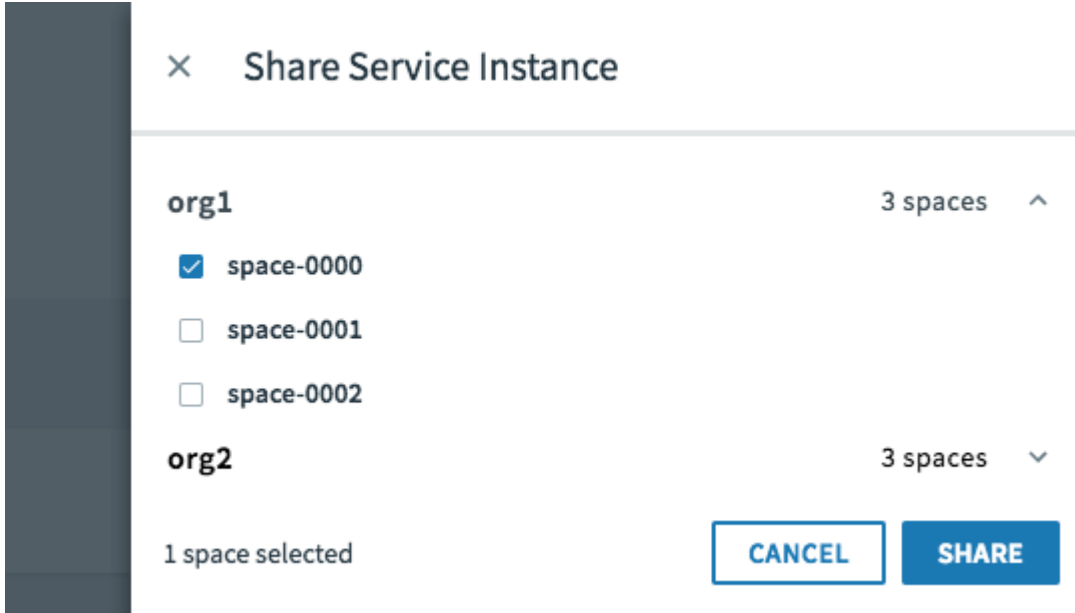 Share Service Instance
org1 3 spaces
space-0000
space-0001
space-0002
org2 3 spaces
1 space selected CANCEL SHARE